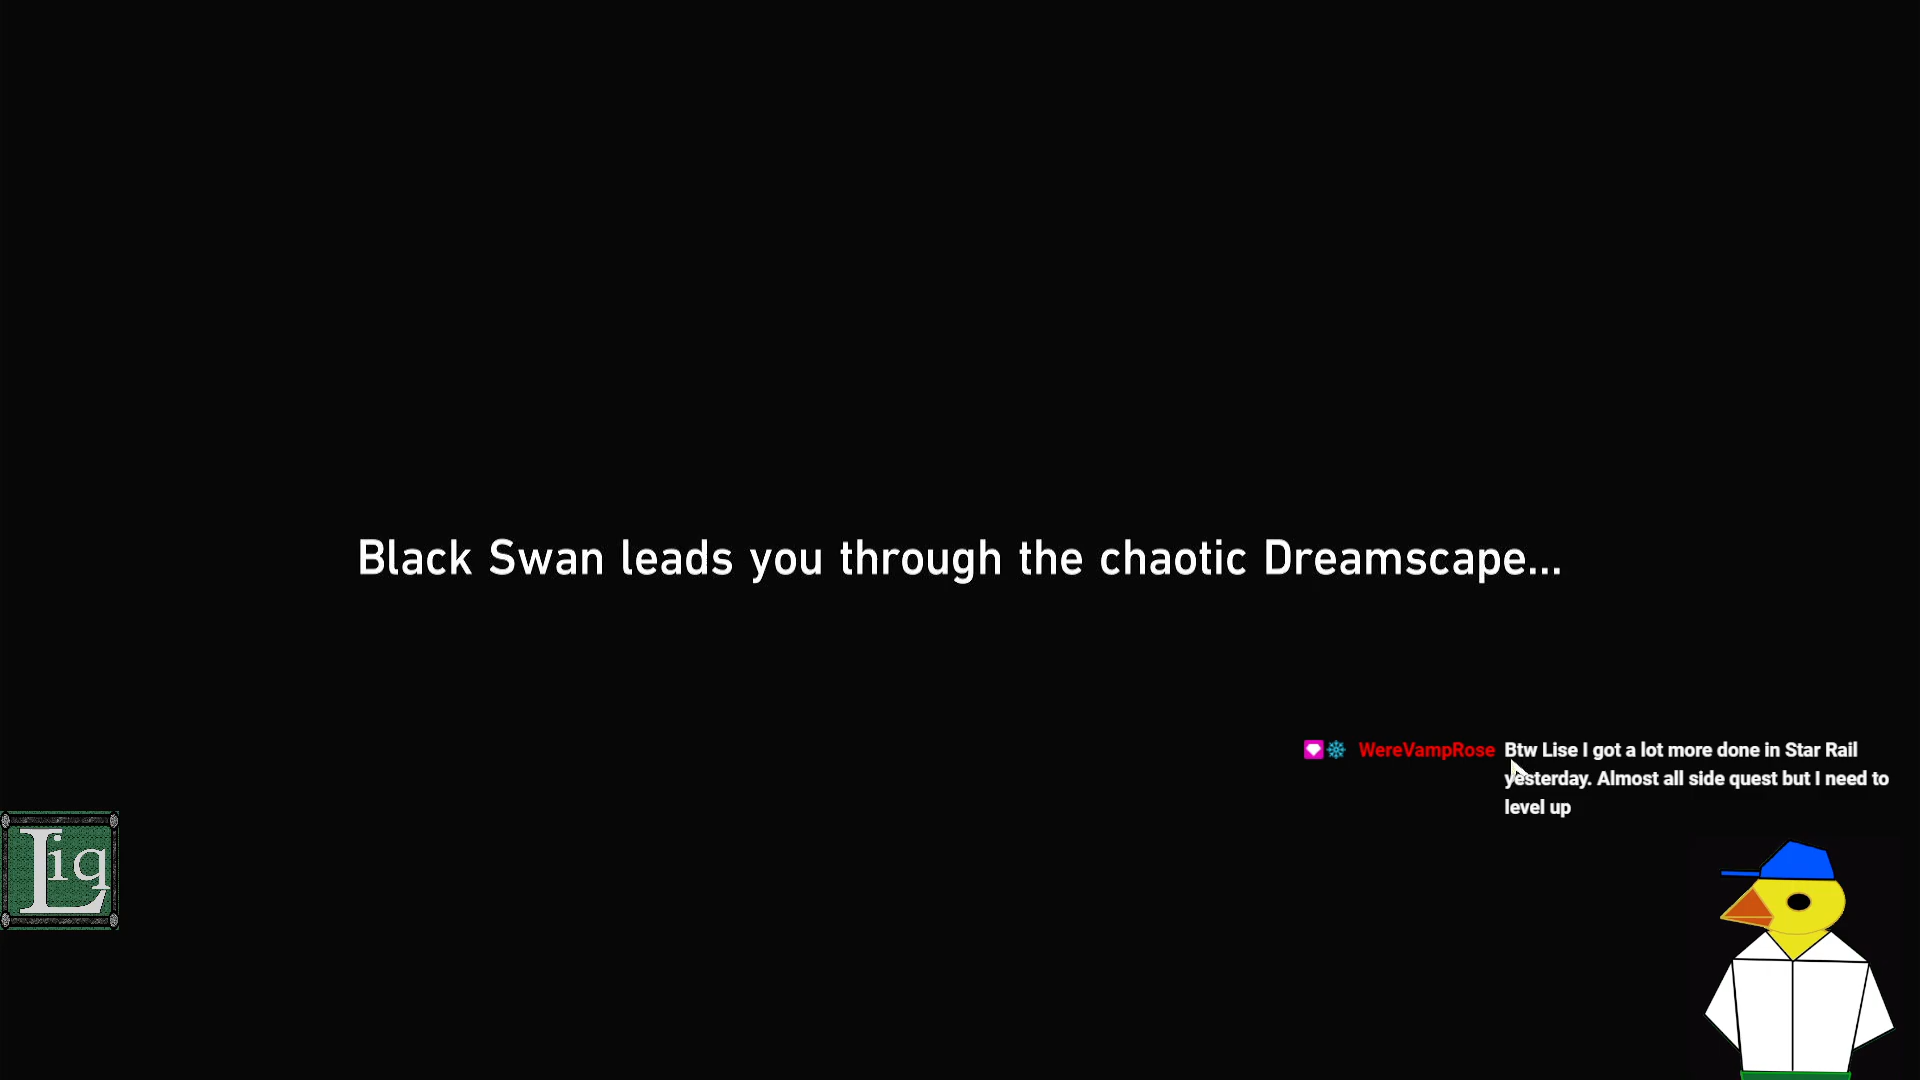 Black Swan leads you through the chaotic Dreamscape...
WereVampRose Btw Lise I got a lot more done in Star Rail
yesterday. Almost all side quest but I need to
level up
Liq